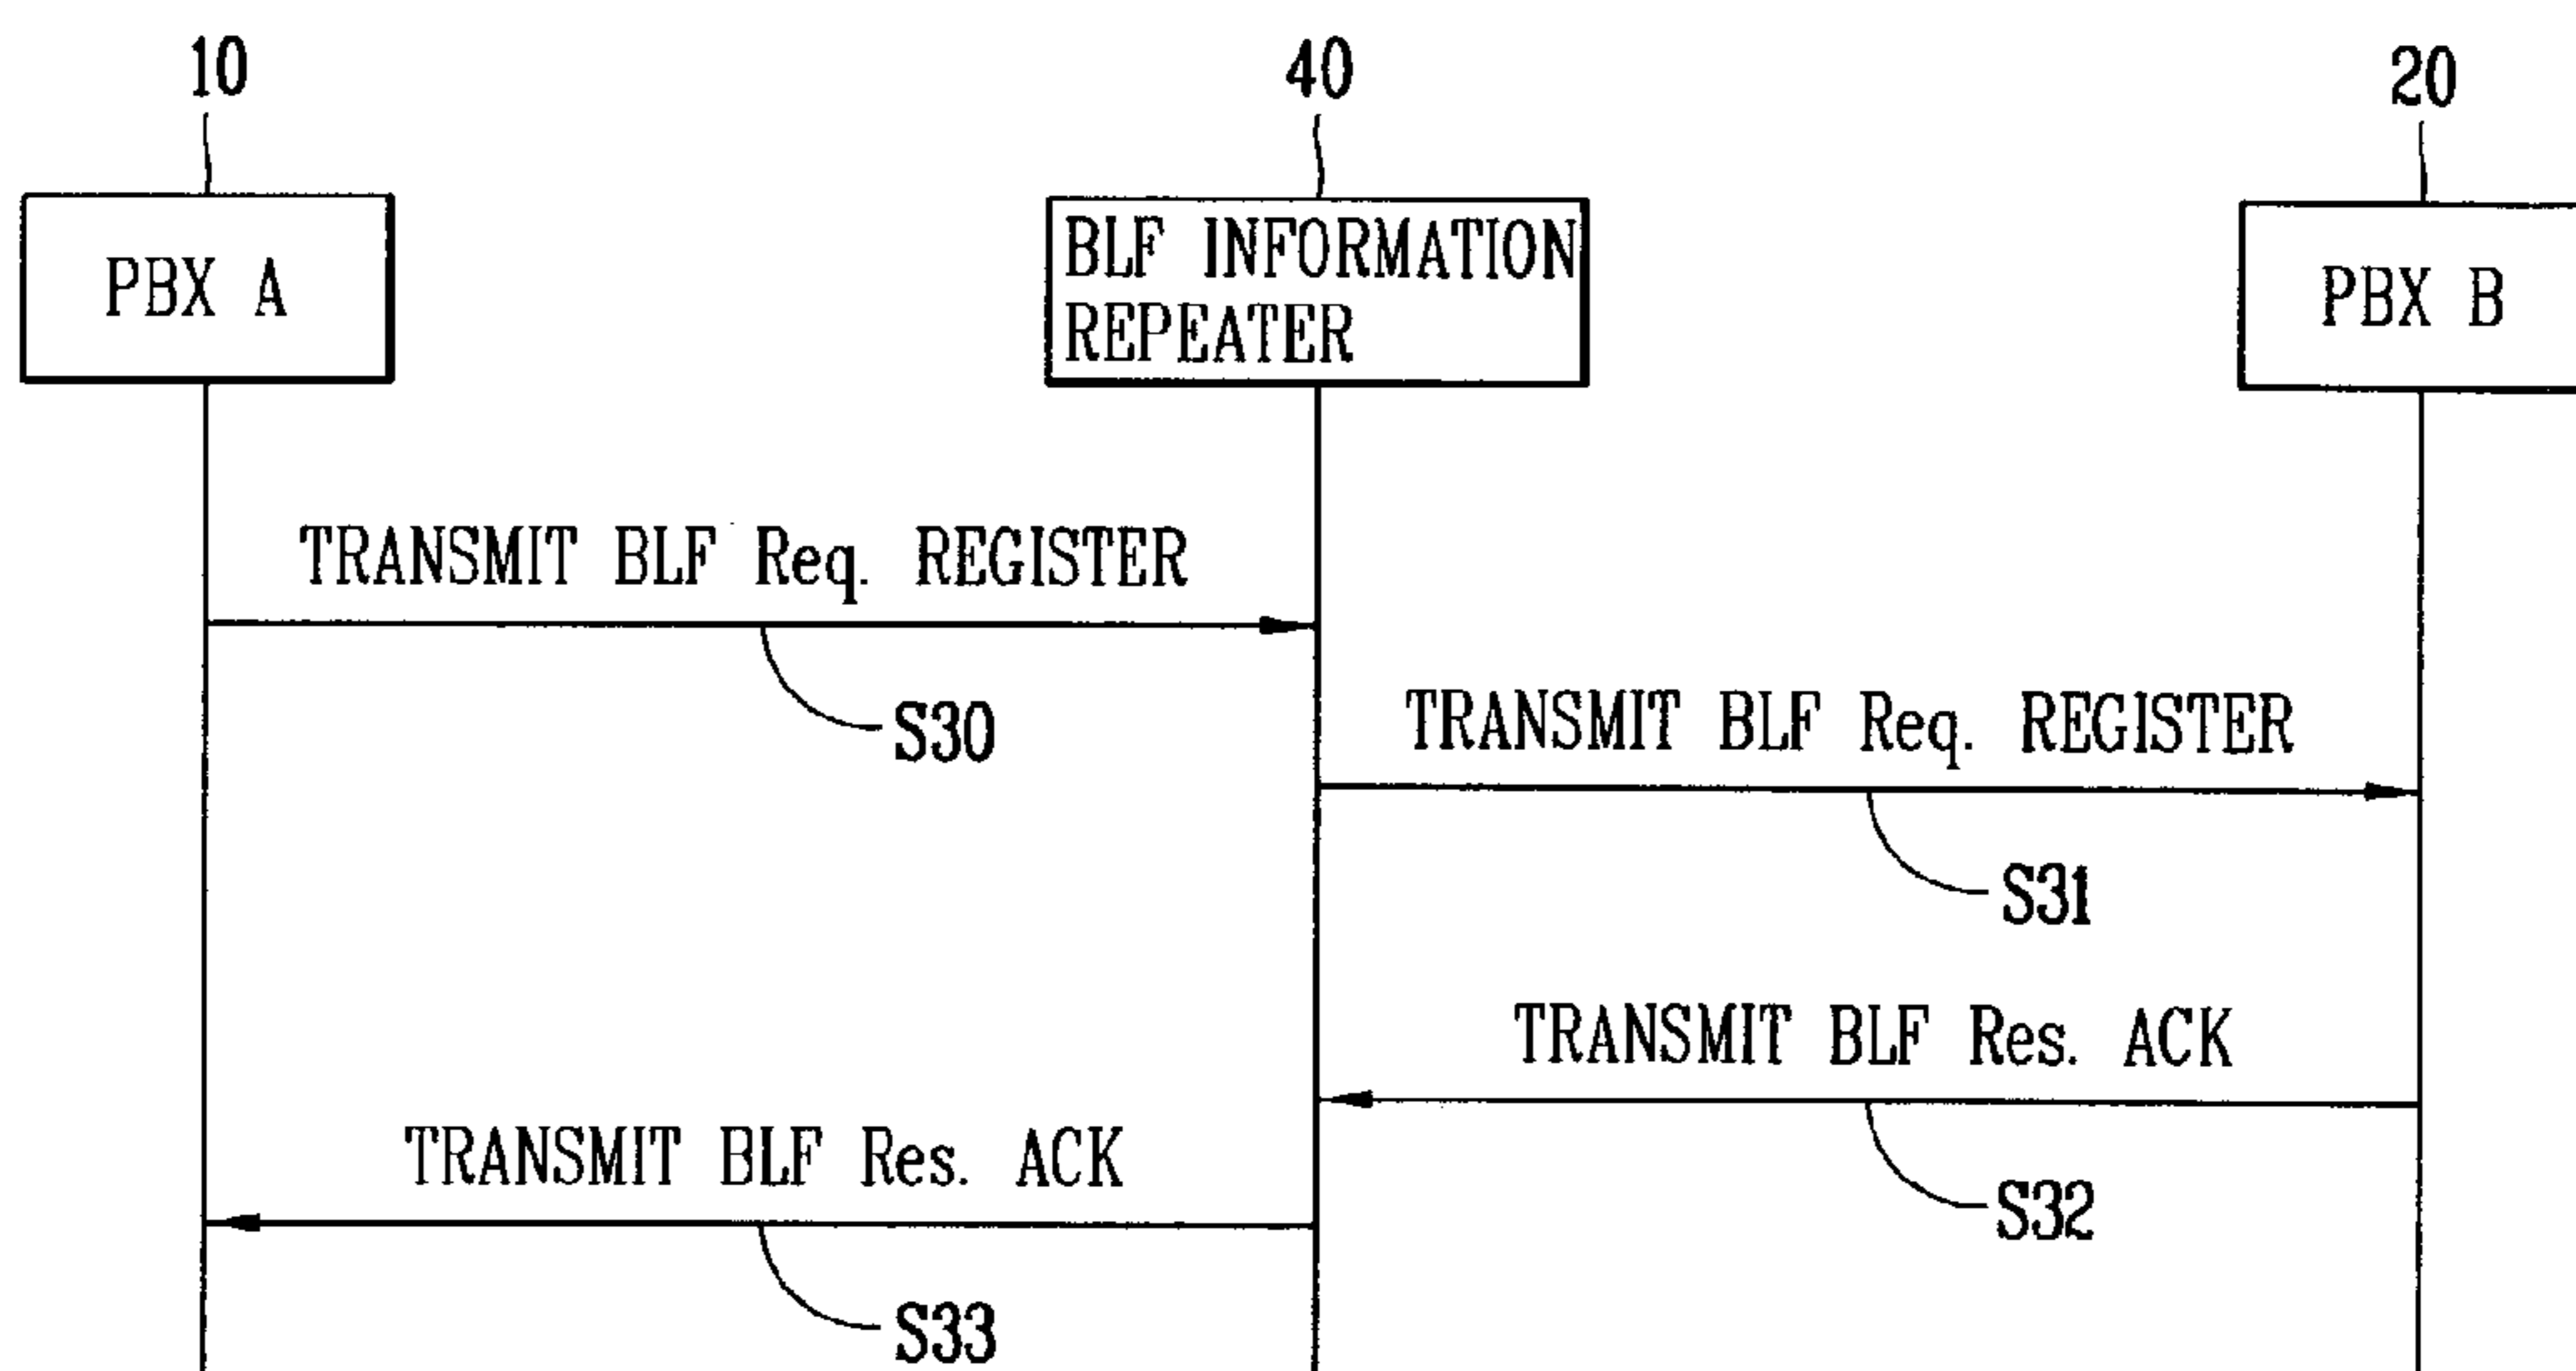 10
40
20
PBX A
BLF INFORMATION
REPEATER
PBX B
TRANSMIT BLF Req. REGISTER
S30
TRANSMIT BLF Req. REGISTER
S31
TRANSMIT BLF Res. ACK
S32
TRANSMIT BLF Res. ACK
S33